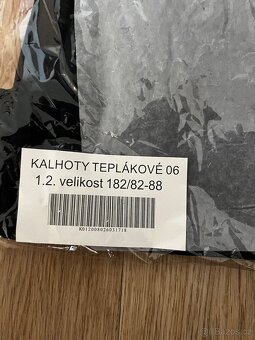 KALHOTY TEPLÁKOVÉ 06
1.2. velikost 182/82-88